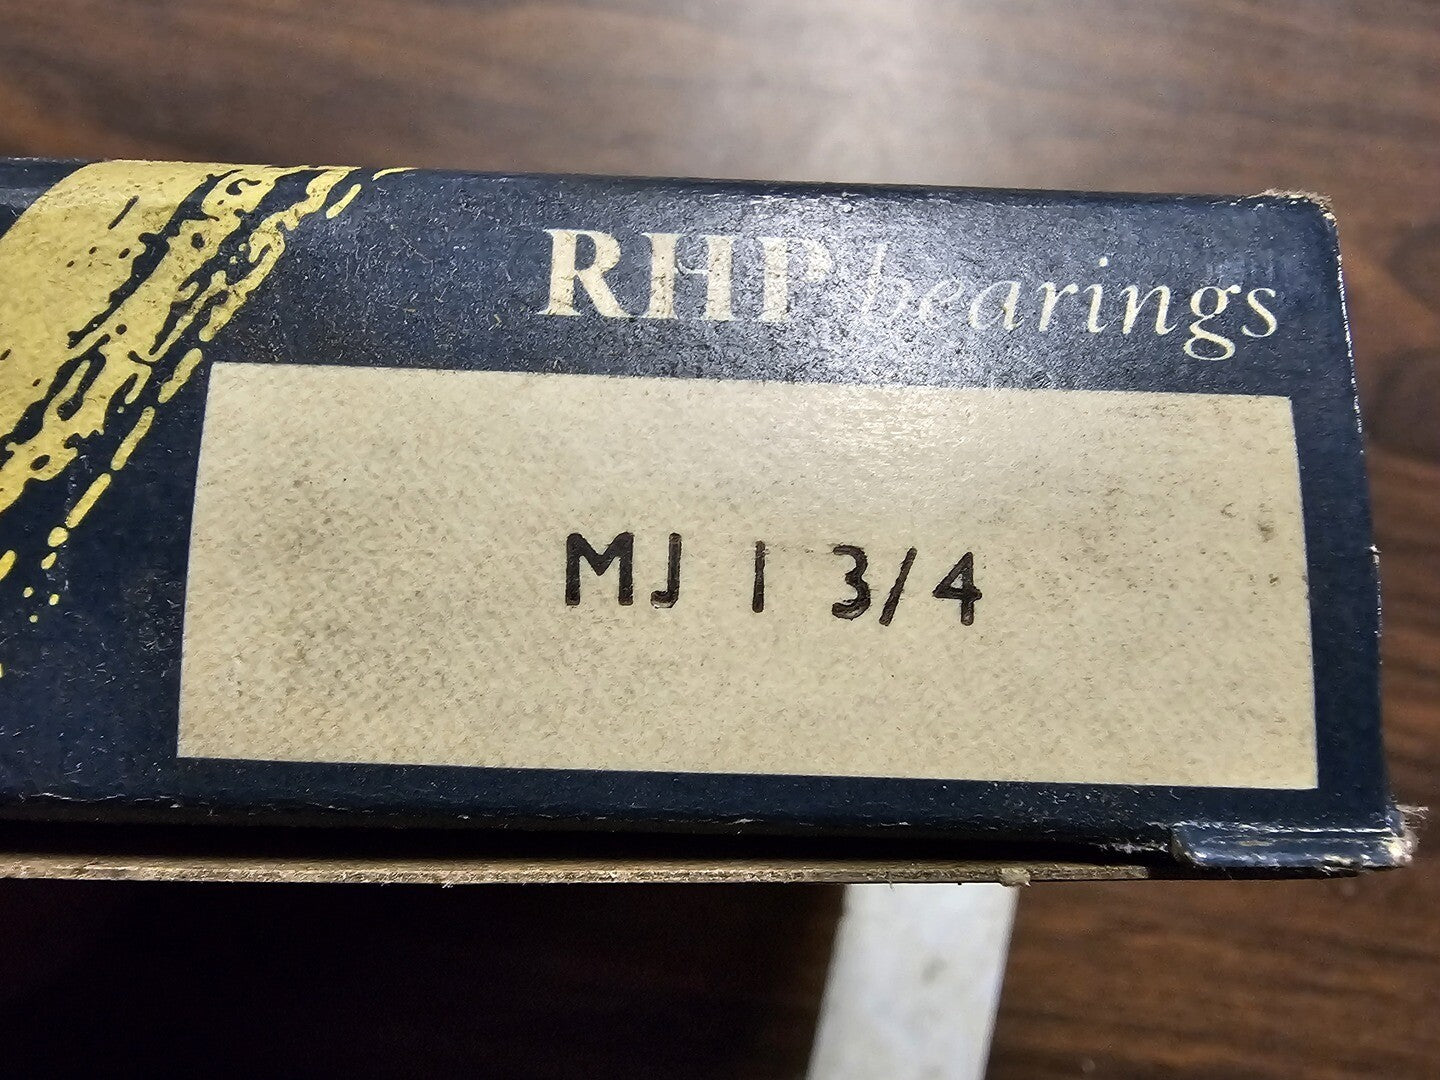 RHP bearings
MJ 1 3/4